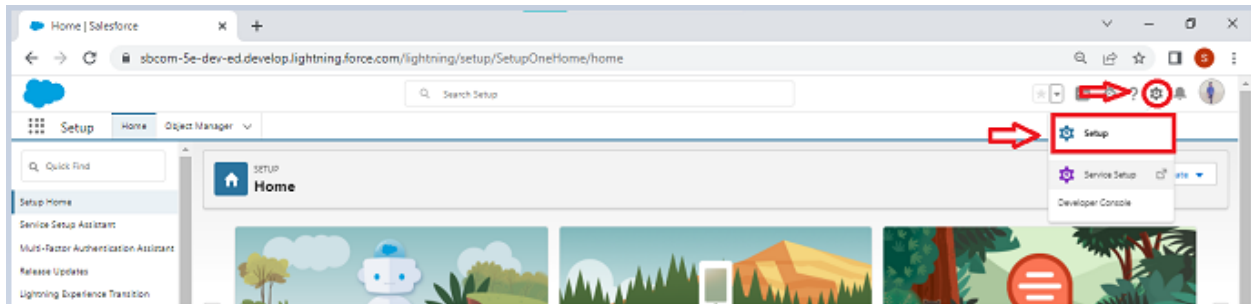 Home | Salesforce
sbcom-5e-dev-ed.develop.lightning.force.com/lightning/setup/SetupOneHome/home
S
Search Setup
?
Setup Home Object Manager
Setup
Quick Find
SETUP
Home
Service Setup
Developer Console
Setup Home
Service Setup Assistant
Multi-Factor Authentication Assistant
Release Updates
Lightning Experience Transition